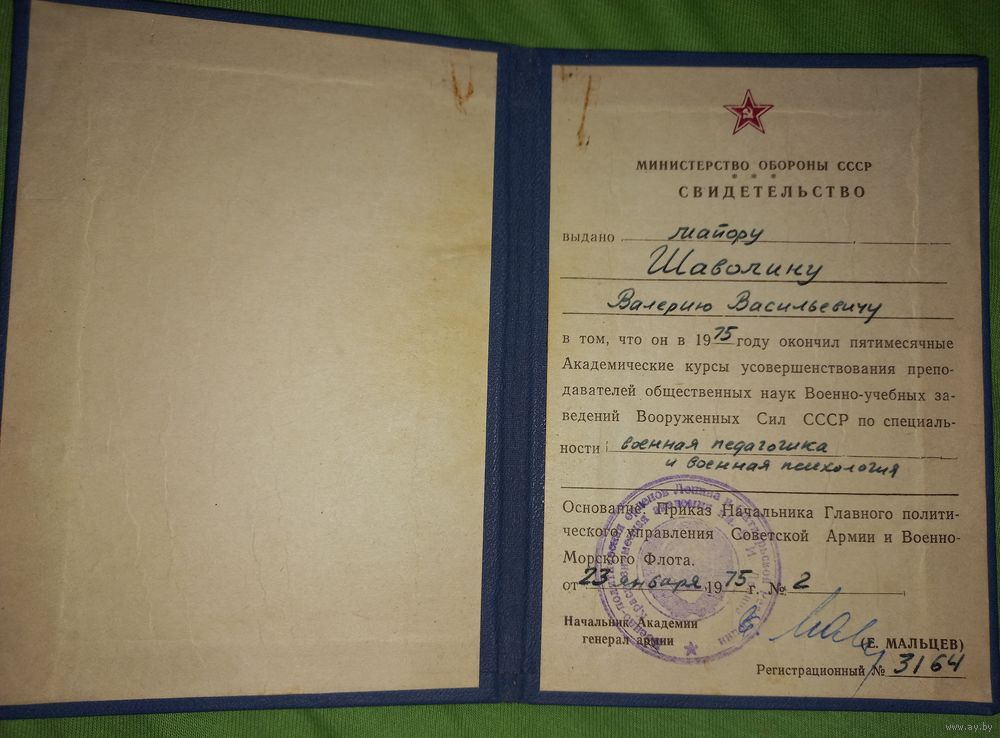 МИНИСТЕРСТВО ОБОРОНЫ СССР
* * *
СВИДЕТЕЛЬСТВО
выдано майору
Шаволину
Валерию Васильевичу
в том, что он в 1975 году окончил пятимесячные
Академические курсы усовершенствования препо-
давателей общественных наук Военно-учебных за-
ведений Вооруженных Сил СССР по специаль-
ности военная педагогика
и военная психология
Основание: Приказ Начальника Главного полити-
ческого управления Советской Армии и Военно-
Морского Флота.
от 23 января 1975 г. № 2
Начальник Академии
генерал армии
(Е. МАЛЬЦЕВ)
Регистрационный № 3164
www.ay.by